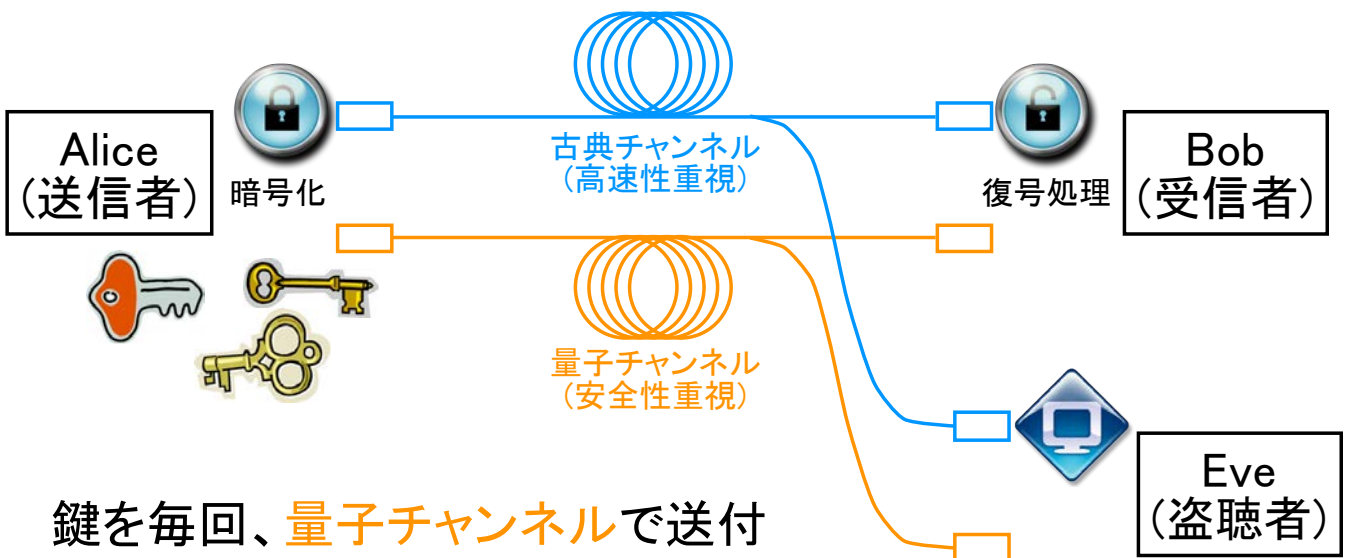 Alice
(送信者)
暗号化
古典チャンネル
(高速性重視)
復号処理
Bob
(受信者)
量子チャンネル
(安全性重視)
Eve
(盗聴者)
鍵を毎回、量子チャンネルで送付